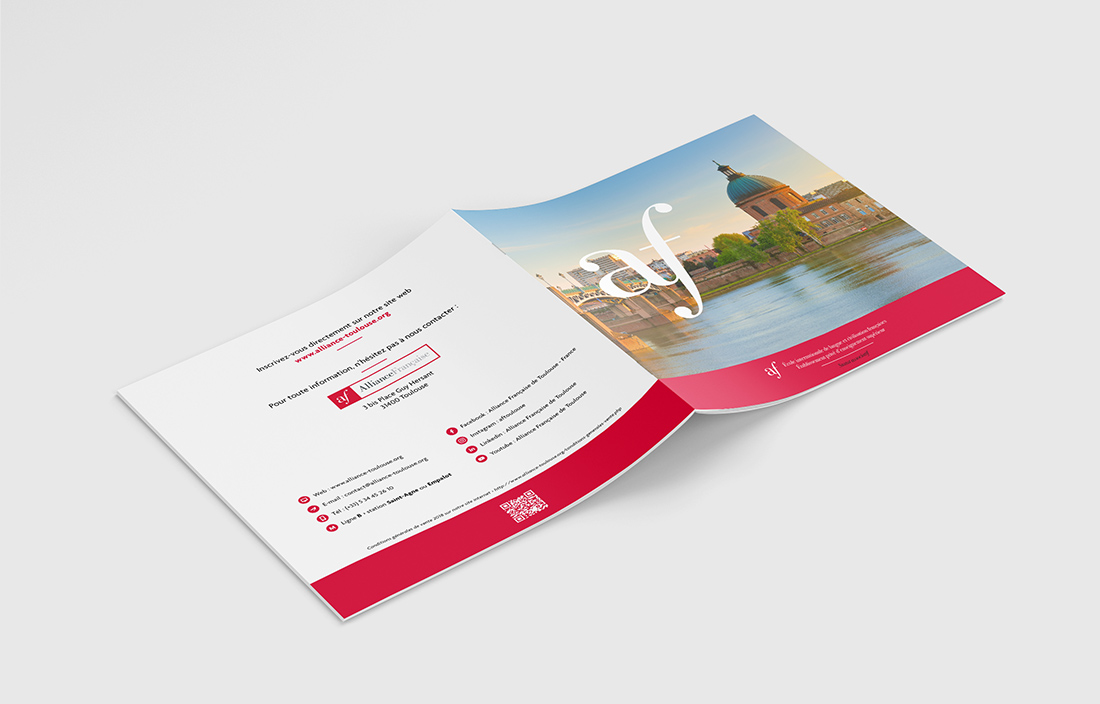 Inscrivez-vous directement sur notre site web
www.alliance-toulouse.org
Pour toute information, n'hésitez pas à nous contacter :
af AllianceFrançaise
3 bis Place Guy Hersant
31400 Toulouse
Web : www.alliance-toulouse.org
E-mail : contact@alliance-toulouse.org
Tél : (+33) 5 34 45 26 10
Ligne B - station Saint-Agne ou Empalot
Facebook : Alliance Française de Toulouse - France
Instagram : aftoulouse
Linkedin : Alliance Française de Toulouse
Youtube : Alliance Française de Toulouse
Conditions générales de vente 2018 sur notre site internet : http://www.alliance-toulouse.org/conditions-generales-vente.php
af
af
École internationale de langue et civilisation françaises
Établissement privé d'enseignement supérieur